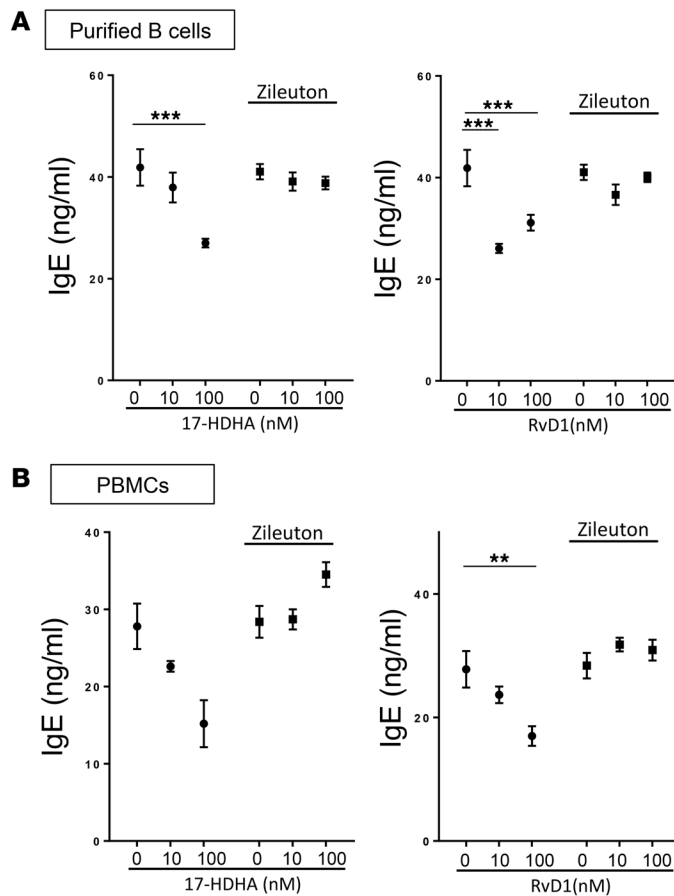 A
Purified B cells
60
40
20
0
IgE (ng/ml)
***
Zileuton
0 10 100 0 10 100
17-HDHA (nM)
60
40
20
0
IgE (ng/ml)
***
***
Zileuton
0 10 100 0 10 100
RvD1(nM)
B
PBMCs
40
30
20
10
0
IgE (ng/ml)
Zileuton
0 10 100 0 10 100
17-HDHA (nM)
40
20
0
IgE (ng/ml)
**
Zileuton
0 10 100 0 10 100
RvD1(nM)